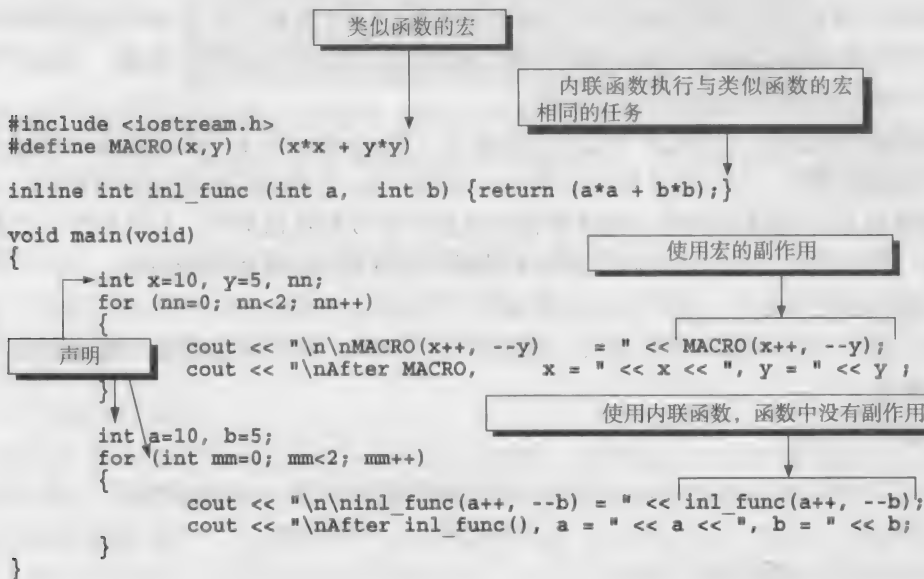 类似函数的宏
内联函数执行与类似函数的宏
相同的任务
#include <iostream.h>
#define MACRO(x,y)    (x*x + y*y)
inline int inl_func (int a,  int b) {return (a*a + b*b);}
void main(void)
{
使用宏的副作用
int x=10, y=5, nn;
for (nn=0; nn<2; nn++)
{
声明
cout << "\n\nMACRO(x++, --y)     = " << MACRO(x++, --y);
cout << "\nAfter MACRO,     x = " << x << ", y = " << y ;
}
使用内联函数，函数中没有副作用
int a=10, b=5;
for (int mm=0; mm<2; mm++)
{
cout << "\n\ninl_func(a++, --b) = " << inl_func(a++, --b);
cout << "\nAfter inl_func(), a = " << a << ", b = " << b;
}
}